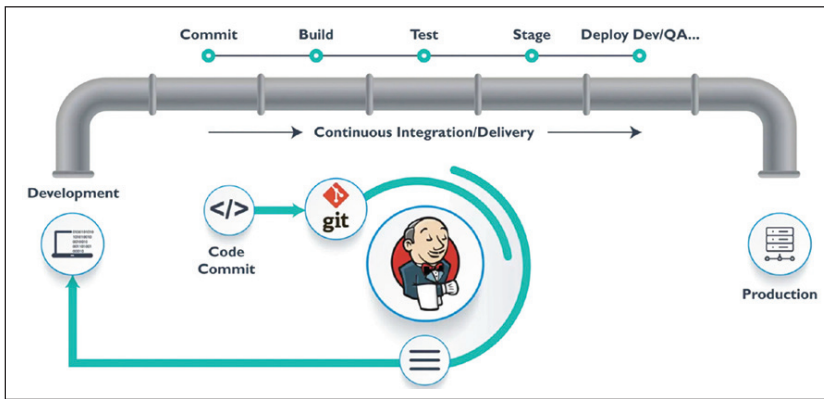 Commit
Build
Test
Stage
Deploy Dev/QA...
Continuous Integration/Delivery
Development
</>
git
Code
Commit
Production